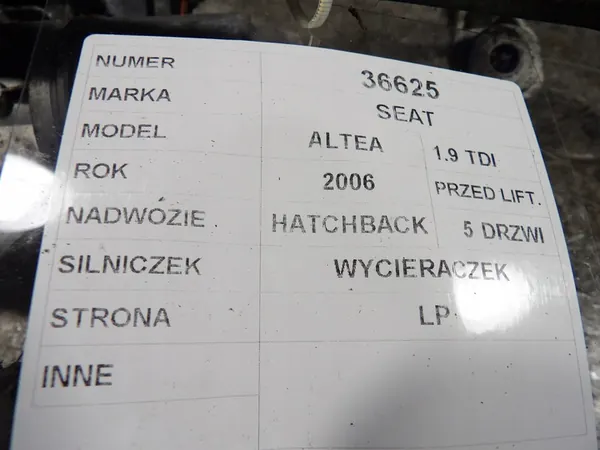 NUMER 36625
MARKA SEAT
MODEL ALTEA 1.9 TDI
ROK 2006 PRZED LIFT.
NADWÓZIE HATCHBACK 5 DRZWI
SILNICZEK WYCIERACZEK
STRONA LP
INNE